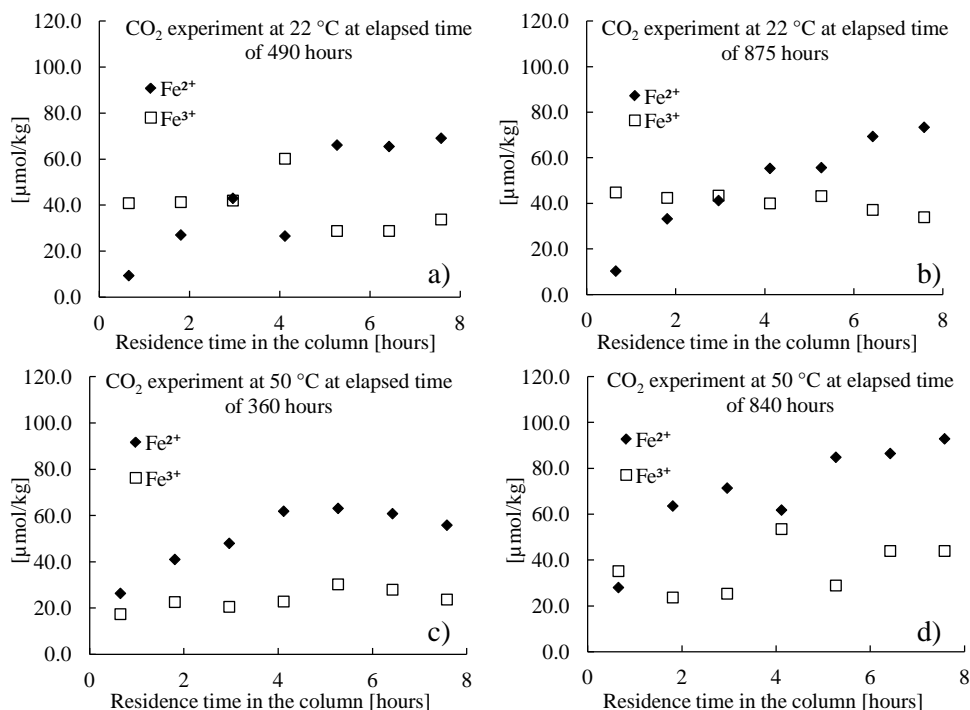 CO₂ experiment at 22 °C at elapsed time
of 490 hours
120.0
100.0
80.0
60.0
40.0
20.0
0.0
[µmol/kg]
Fe²⁺
Fe³⁺
a)
0
2
4
6
8
Residence time in the column [hours]
CO₂ experiment at 22 °C at elapsed time
of 875 hours
120.0
100.0
80.0
60.0
40.0
20.0
0.0
[µmol/kg]
Fe²⁺
Fe³⁺
b)
0
2
4
6
8
Residence time in the column [hours]
CO₂ experiment at 50 °C at elapsed time
of 360 hours
120.0
100.0
80.0
60.0
40.0
20.0
0.0
[µmol/kg]
Fe²⁺
Fe³⁺
c)
0
2
4
6
8
Residence time in the column [hours]
CO₂ experiment at 50 °C at elapsed time
of 840 hours
120.0
100.0
80.0
60.0
40.0
20.0
0.0
[µmol/kg]
Fe²⁺
Fe³⁺
d)
0
2
4
6
8
Residence time in the column [hours]